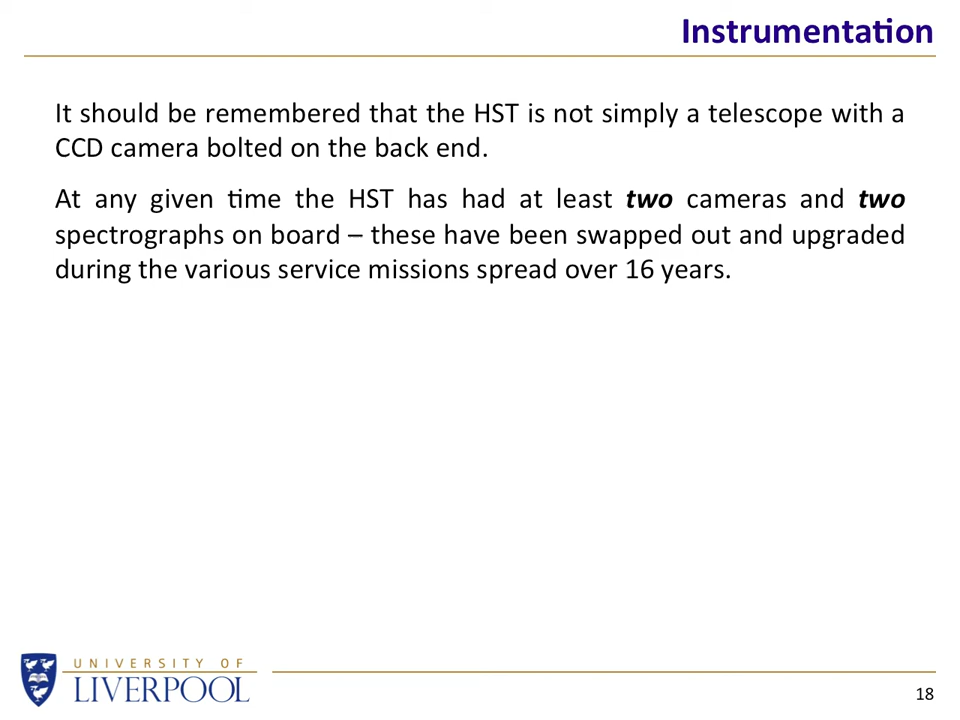 Instrumentation
It should be remembered that the HST is not simply a telescope with a
CCD camera bolted on the back end.
At any given time the HST has had at least two cameras and two
spectrographs on board – these have been swapped out and upgraded
during the various service missions spread over 16 years.
UNIVERSITY OF
LIVERPOOL
18